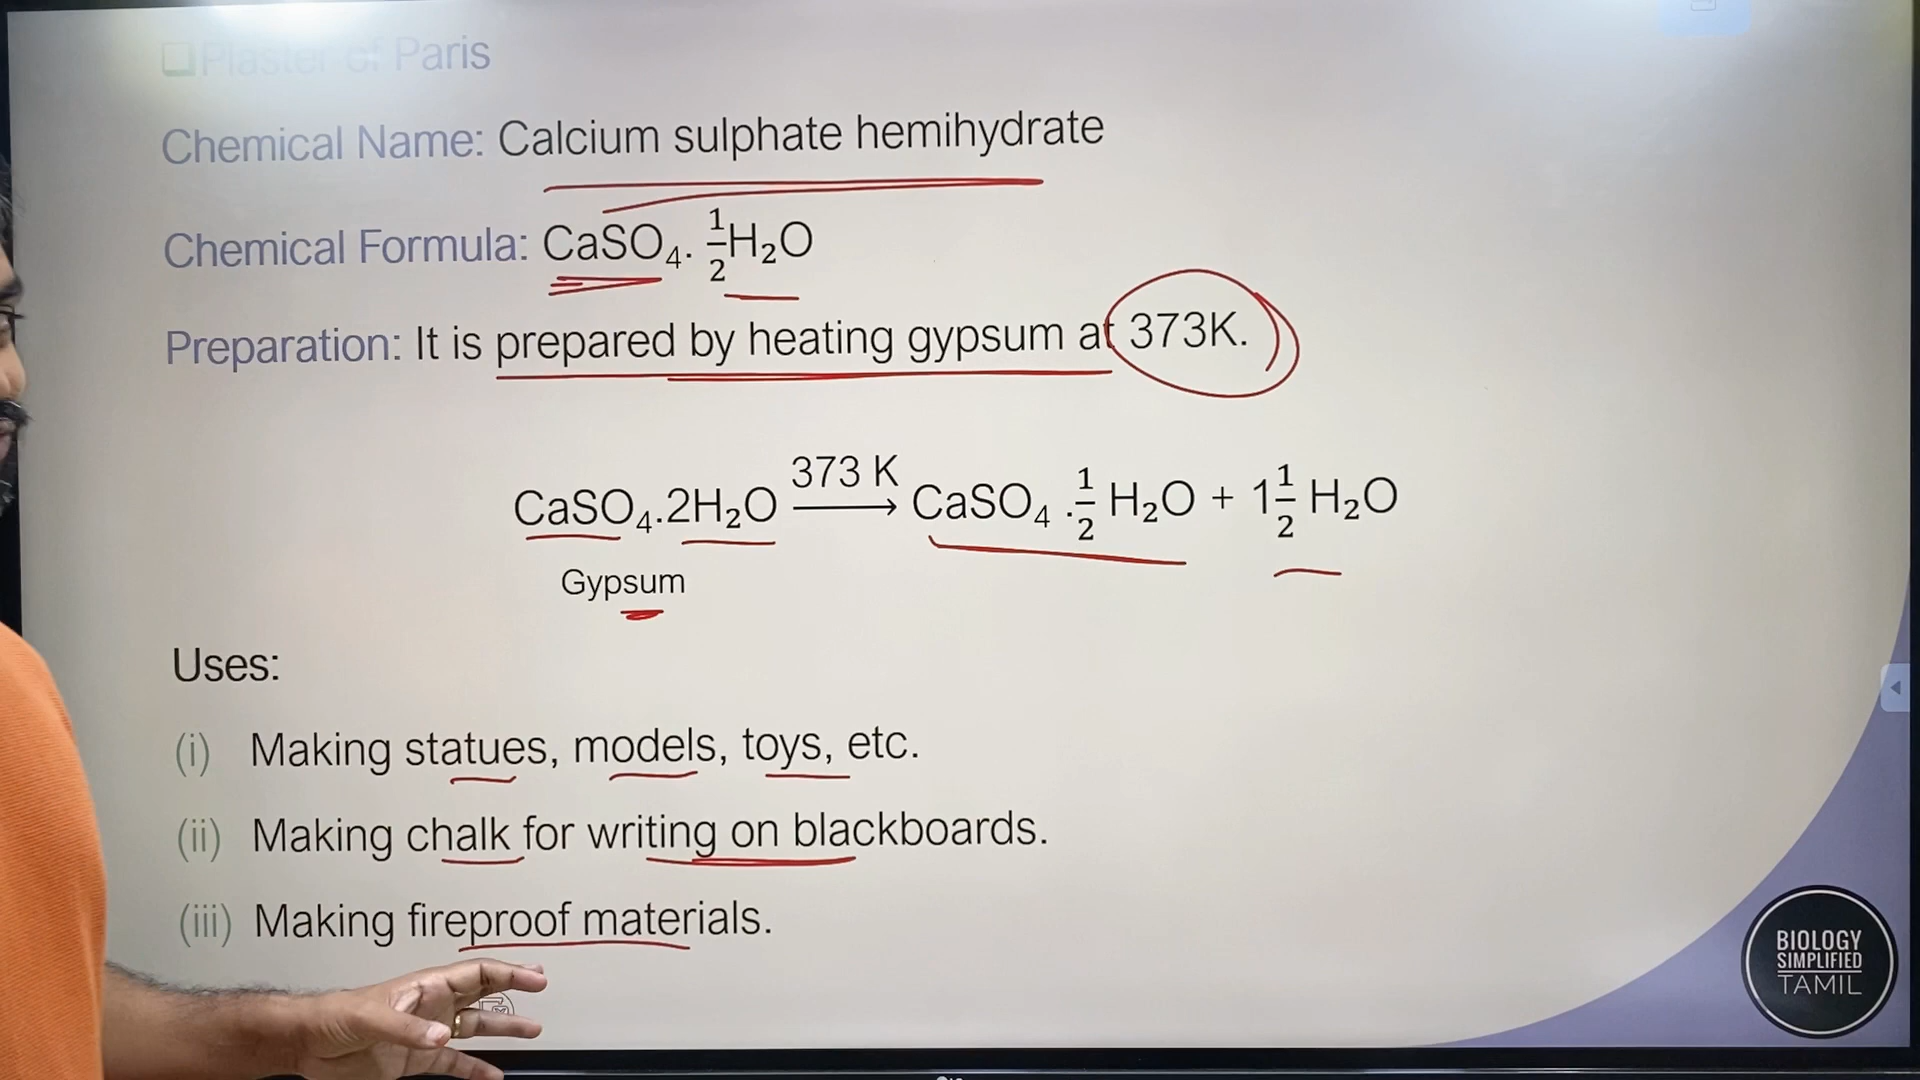 Plaster of Paris
Chemical Name: Calcium sulphate hemihydrate
Chemical Formula: CaSO₄. ½H₂O
Preparation: It is prepared by heating gypsum at 373K.
CaSO₄.2H₂O 373 K → CaSO₄ .½ H₂O + 1½ H₂O
Gypsum
Uses:
(i) Making statues, models, toys, etc.
(ii) Making chalk for writing on blackboards.
(iii) Making fireproof materials.
BIOLOGY
SIMPLIFIED
TAMIL